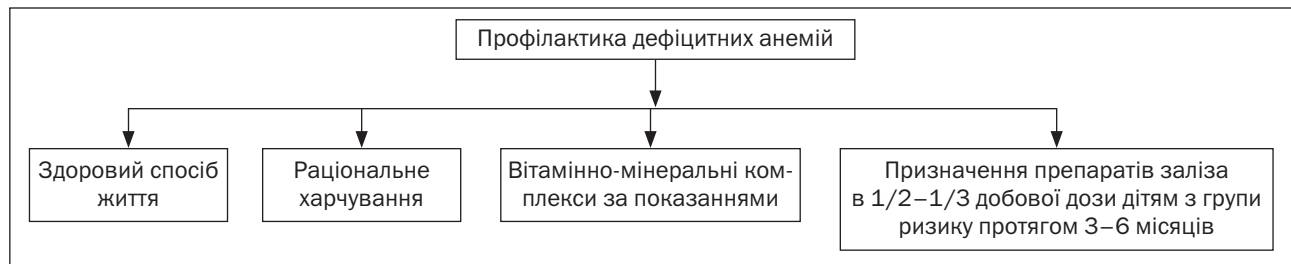 Профілактика дефіцитних анемій
Здоровий спосіб
життя
Раціональне
харчування
Вітамінно-мінеральні ком-
плекси за показаннями
Призначення препаратів заліза
в 1/2–1/3 добової дози дітям з групи
ризику протягом 3–6 місяців